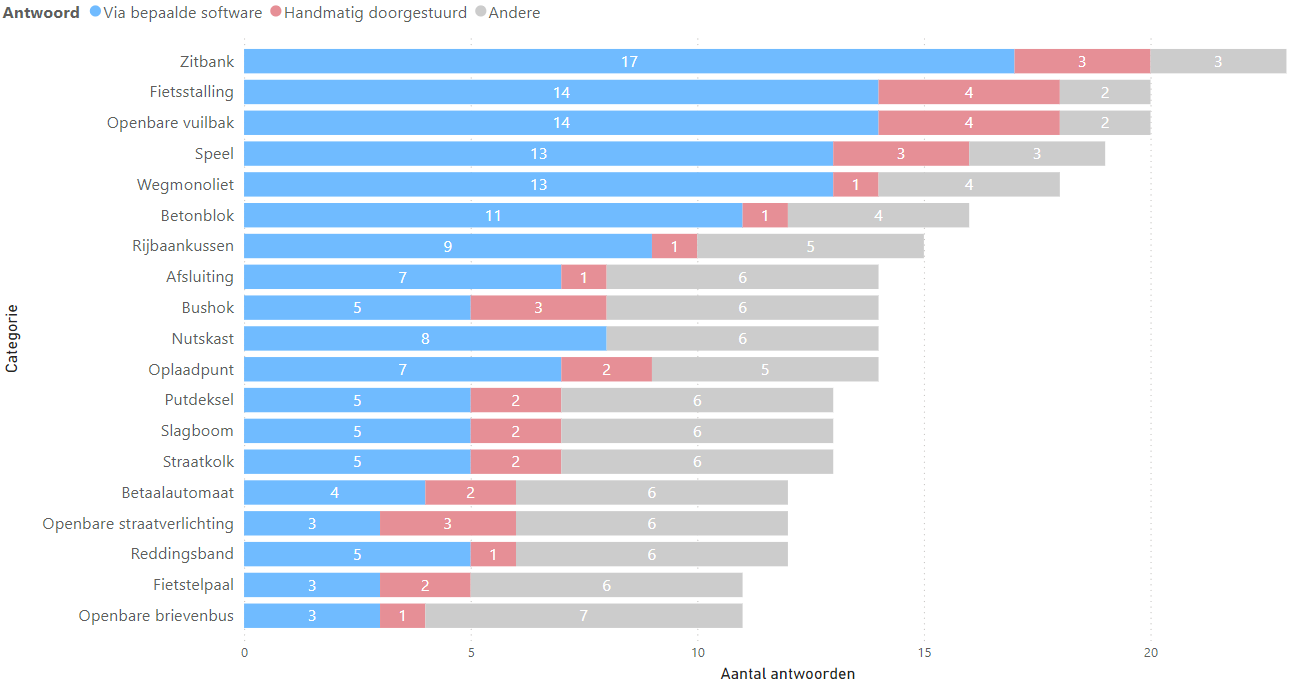 Antwoord Via bepaalde software Handmatig doorgestuurd Andere
Zitbank 17 3 3
Fietsstalling 14 4 2
Openbare vuilbak 14 4 2
Speel 13 3 3
Wegmonoliet 13 1 4
Betonblok 11 1 4
Rijbaankussen 9 1 5
Afsluiting 7 1 6
Bushok 5 3 6
Nutskast 8 6
Oplaadpunt 7 2 5
Putdeksel 5 2 6
Slagboom 5 2 6
Straatkolk 5 2 6
Betaalautomaat 4 2 6
Openbare straatverlichting 3 3 6
Reddingsband 5 1 6
Fietstelpaal 3 2 6
Openbare brievenbus 3 1 7
Categorie
0 5 10 15 20
Aantal antwoorden